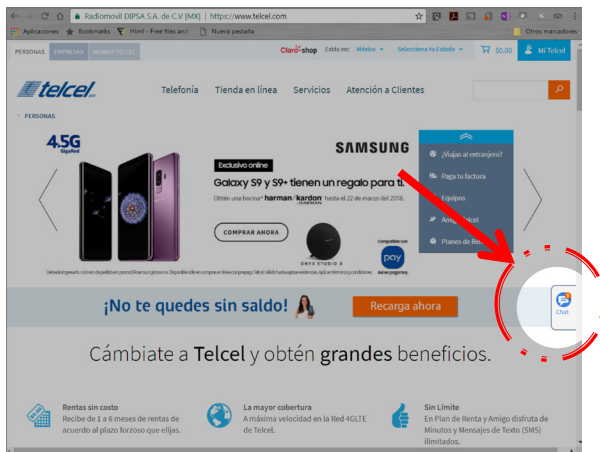 Radiomovil DIPSA S.A. de C.V [MX] | https://www.telcel.com
Aplicaciones Bookmarks Html - Free files and Nueva pestaña Otros marcadores
PERSONAS EMPRESAS MUNDO TELCEL Claro-shop Estás en: México Selecciona tu Estado $0.00 Mi Telcel
telcel Telefonía Tienda en línea Servicios Atención a Clientes
PERSONAS
4.5G
GigaRed
SAMSUNG
Exclusivo online
Galaxy S9 y S9+ tienen un regalo para ti.
Obtén una bocina* harman/kardon hasta el 22 de marzo del 2018.
HARMAN
COMPRAR AHORA
ONYX STUDIO 4
Compatible con:
pay
¿Viajas al extranjero?
Paga tu factura
Equipos
Planes de
¡No te quedes sin saldo! Recarga ahora
Chat
Cámbiate a Telcel y obtén grandes beneficios.
Rentas sin costo
Recibe de 1 a 6 meses de rentas de
acuerdo al plazo forzoso que elijas.
La mayor cobertura
A máxima velocidad en la Red 4GLTE
de Telcel.
Sin Límite
En Plan de Renta y Amigo disfruta de
Minutos y Mensajes de Texto (SMS)
ilimitados.